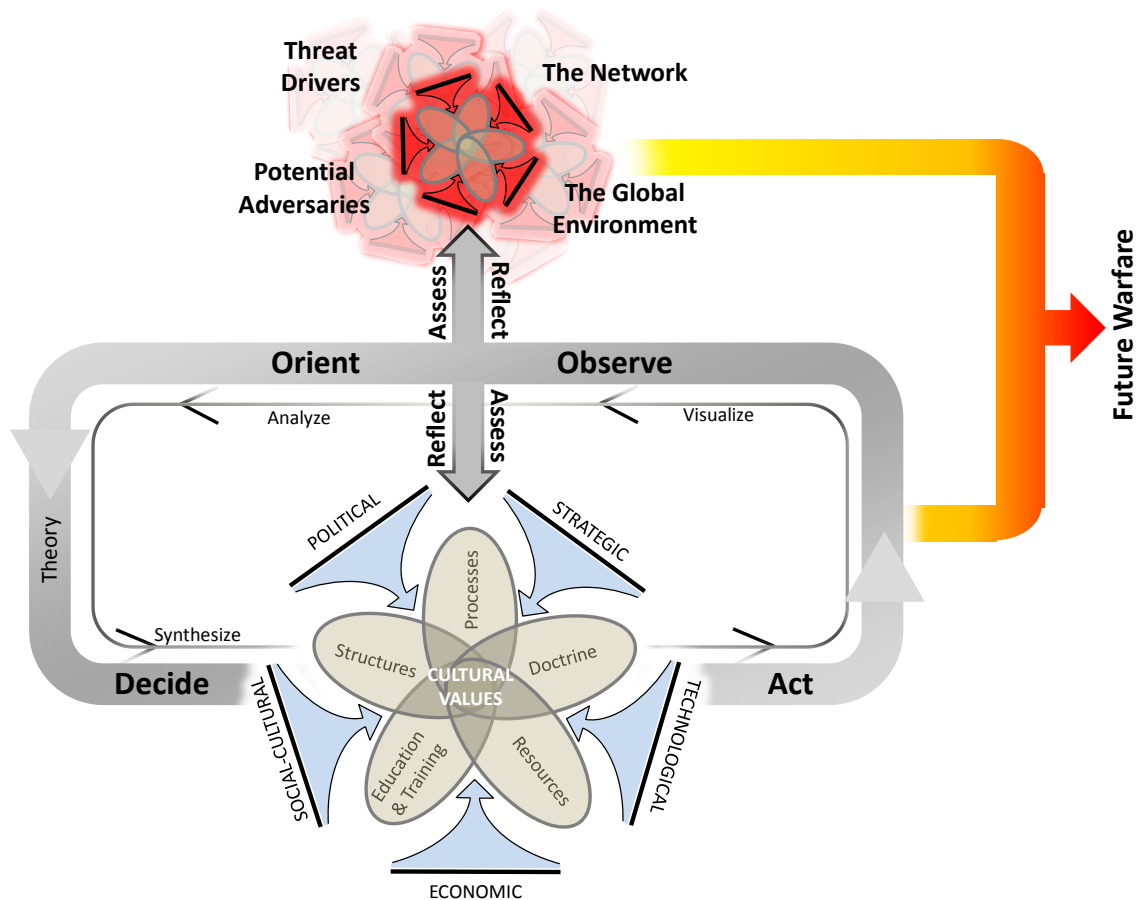 Threat
Drivers
The Network
Potential
Adversaries
The Global
Environment
Assess
Reflect
Future Warfare
Orient
Observe
Analyze
Visualize
Reflect
Assess
POLITICAL
STRATEGIC
Theory
Processes
Synthesize
Structures
Doctrine
CULTURAL
VALUES
Decide
Act
SOCIAL-CULTURAL
TECHNOLOGICAL
Education
& Training
Resources
ECONOMIC